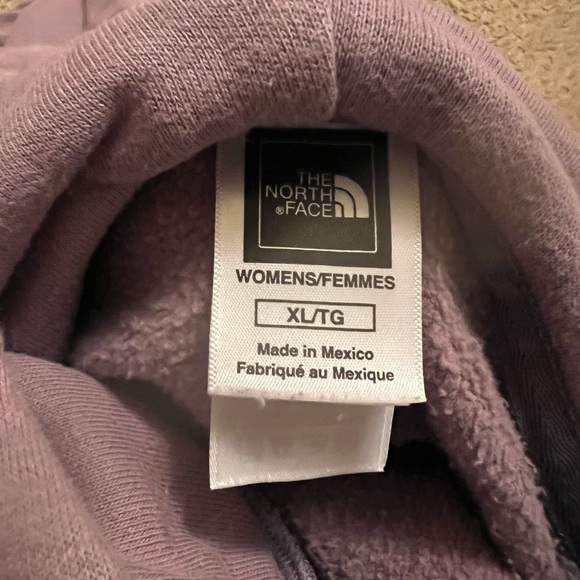 THE
NORTH
®FACE
WOMENS/FEMMES
XL/TG
Made in Mexico
Fabriqué au Mexique